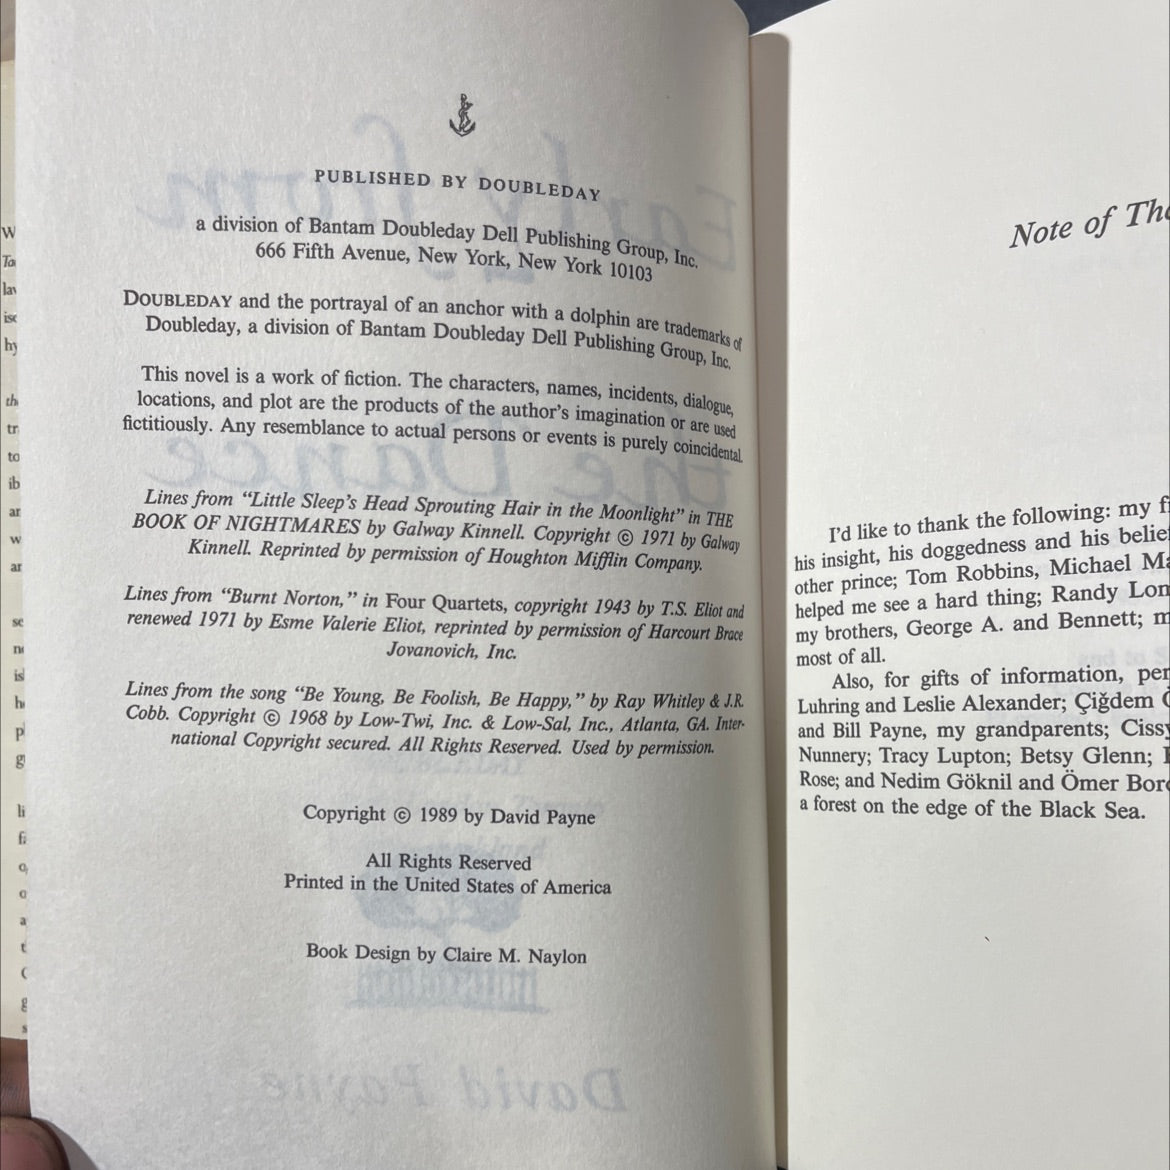 PUBLISHED BY DOUBLEDAY
a division of Bantam Doubleday Dell Publishing Group, Inc.
666 Fifth Avenue, New York, New York 10103
DOUBLEDAY and the portrayal of an anchor with a dolphin are trademarks of
Doubleday, a division of Bantam Doubleday Dell Publishing Group, Inc.
This novel is a work of fiction. The characters, names, incidents, dialogue,
locations, and plot are the products of the author's imagination or are used
fictitiously. Any resemblance to actual persons or events is purely coincidental.
Lines from "Little Sleep's Head Sprouting Hair in the Moonlight" in THE
BOOK OF NIGHTMARES by Galway Kinnell. Copyright © 1971 by Galway
Kinnell. Reprinted by permission of Houghton Mifflin Company.
Lines from "Burnt Norton," in Four Quartets, copyright 1943 by T.S. Eliot and
renewed 1971 by Esme Valerie Eliot, reprinted by permission of Harcourt Brace
Jovanovich, Inc.
Lines from the song "Be Young, Be Foolish, Be Happy," by Ray Whitley & J.R.
Cobb. Copyright © 1968 by Low-Twi, Inc. & Low-Sal, Inc., Atlanta, GA. Inter-
national Copyright secured. All Rights Reserved. Used by permission.
Copyright © 1989 by David Payne
All Rights Reserved
Printed in the United States of America
Book Design by Claire M. Naylon
Note of Tha
I'd like to thank the following: my fi
his insight, his doggedness and his belie
other prince; Tom Robbins, Michael Ma
helped me see a hard thing; Randy Lon
my brothers, George A. and Bennett; m
most of all.
Also, for gifts of information, per
Luhring and Leslie Alexander; Çiğdem
and Bill Payne, my grandparents; Cissy
Nunnery; Tracy Lupton; Betsy Glenn;
Rose; and Nedim Göknil and Ömer Bor
a forest on the edge of the Black Sea.